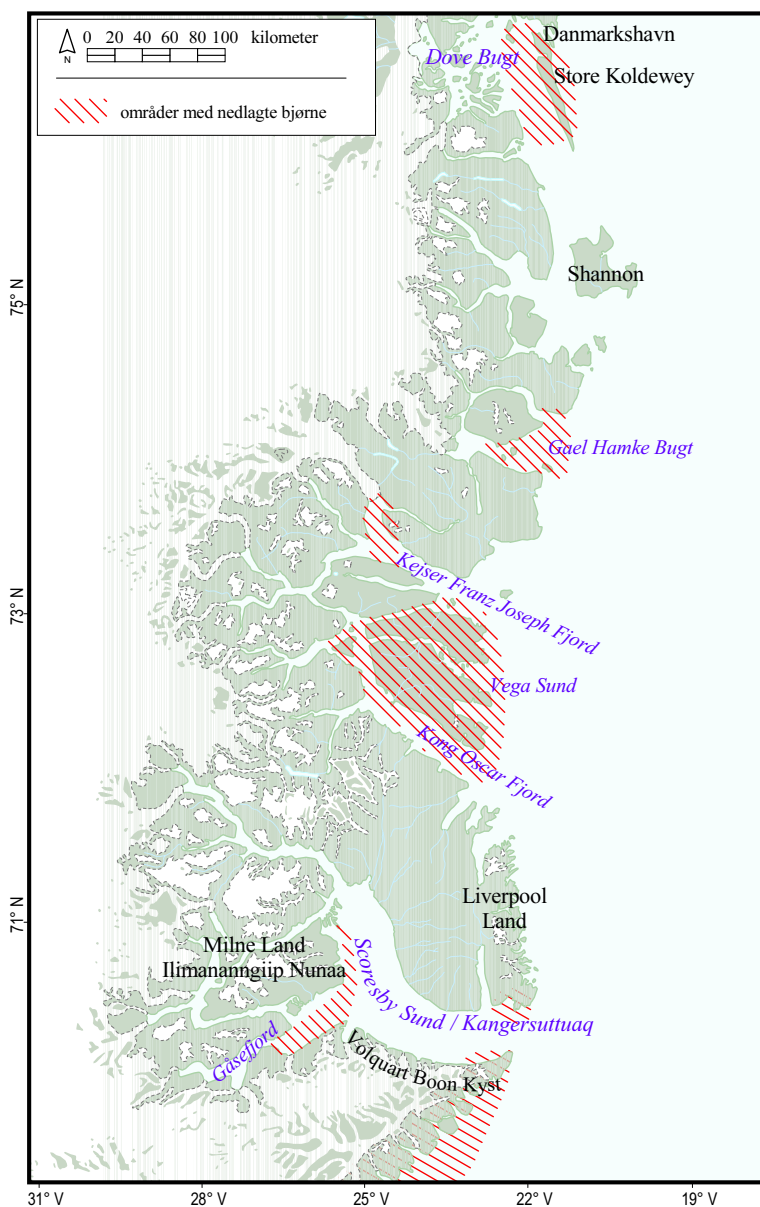 0 20 40 60 80 100 kilometer
N
områder med nedlagte bjørne
Danmarkshavn
Dove Bugt
Store Koldewey
Shannon
75° N
Gael Hamke Bugt
Kejser Franz Joseph Fjord
73° N
Vega Sund
Kong Oscar Fjord
Liverpool
Land
71° N
Milne Land
Ilimananngiip Nunaa
Scoresby Sund / Kangersuttuaq
Gåsefjord
Volquart Boon Kyst
31° V 28° V 25° V 22° V 19° V